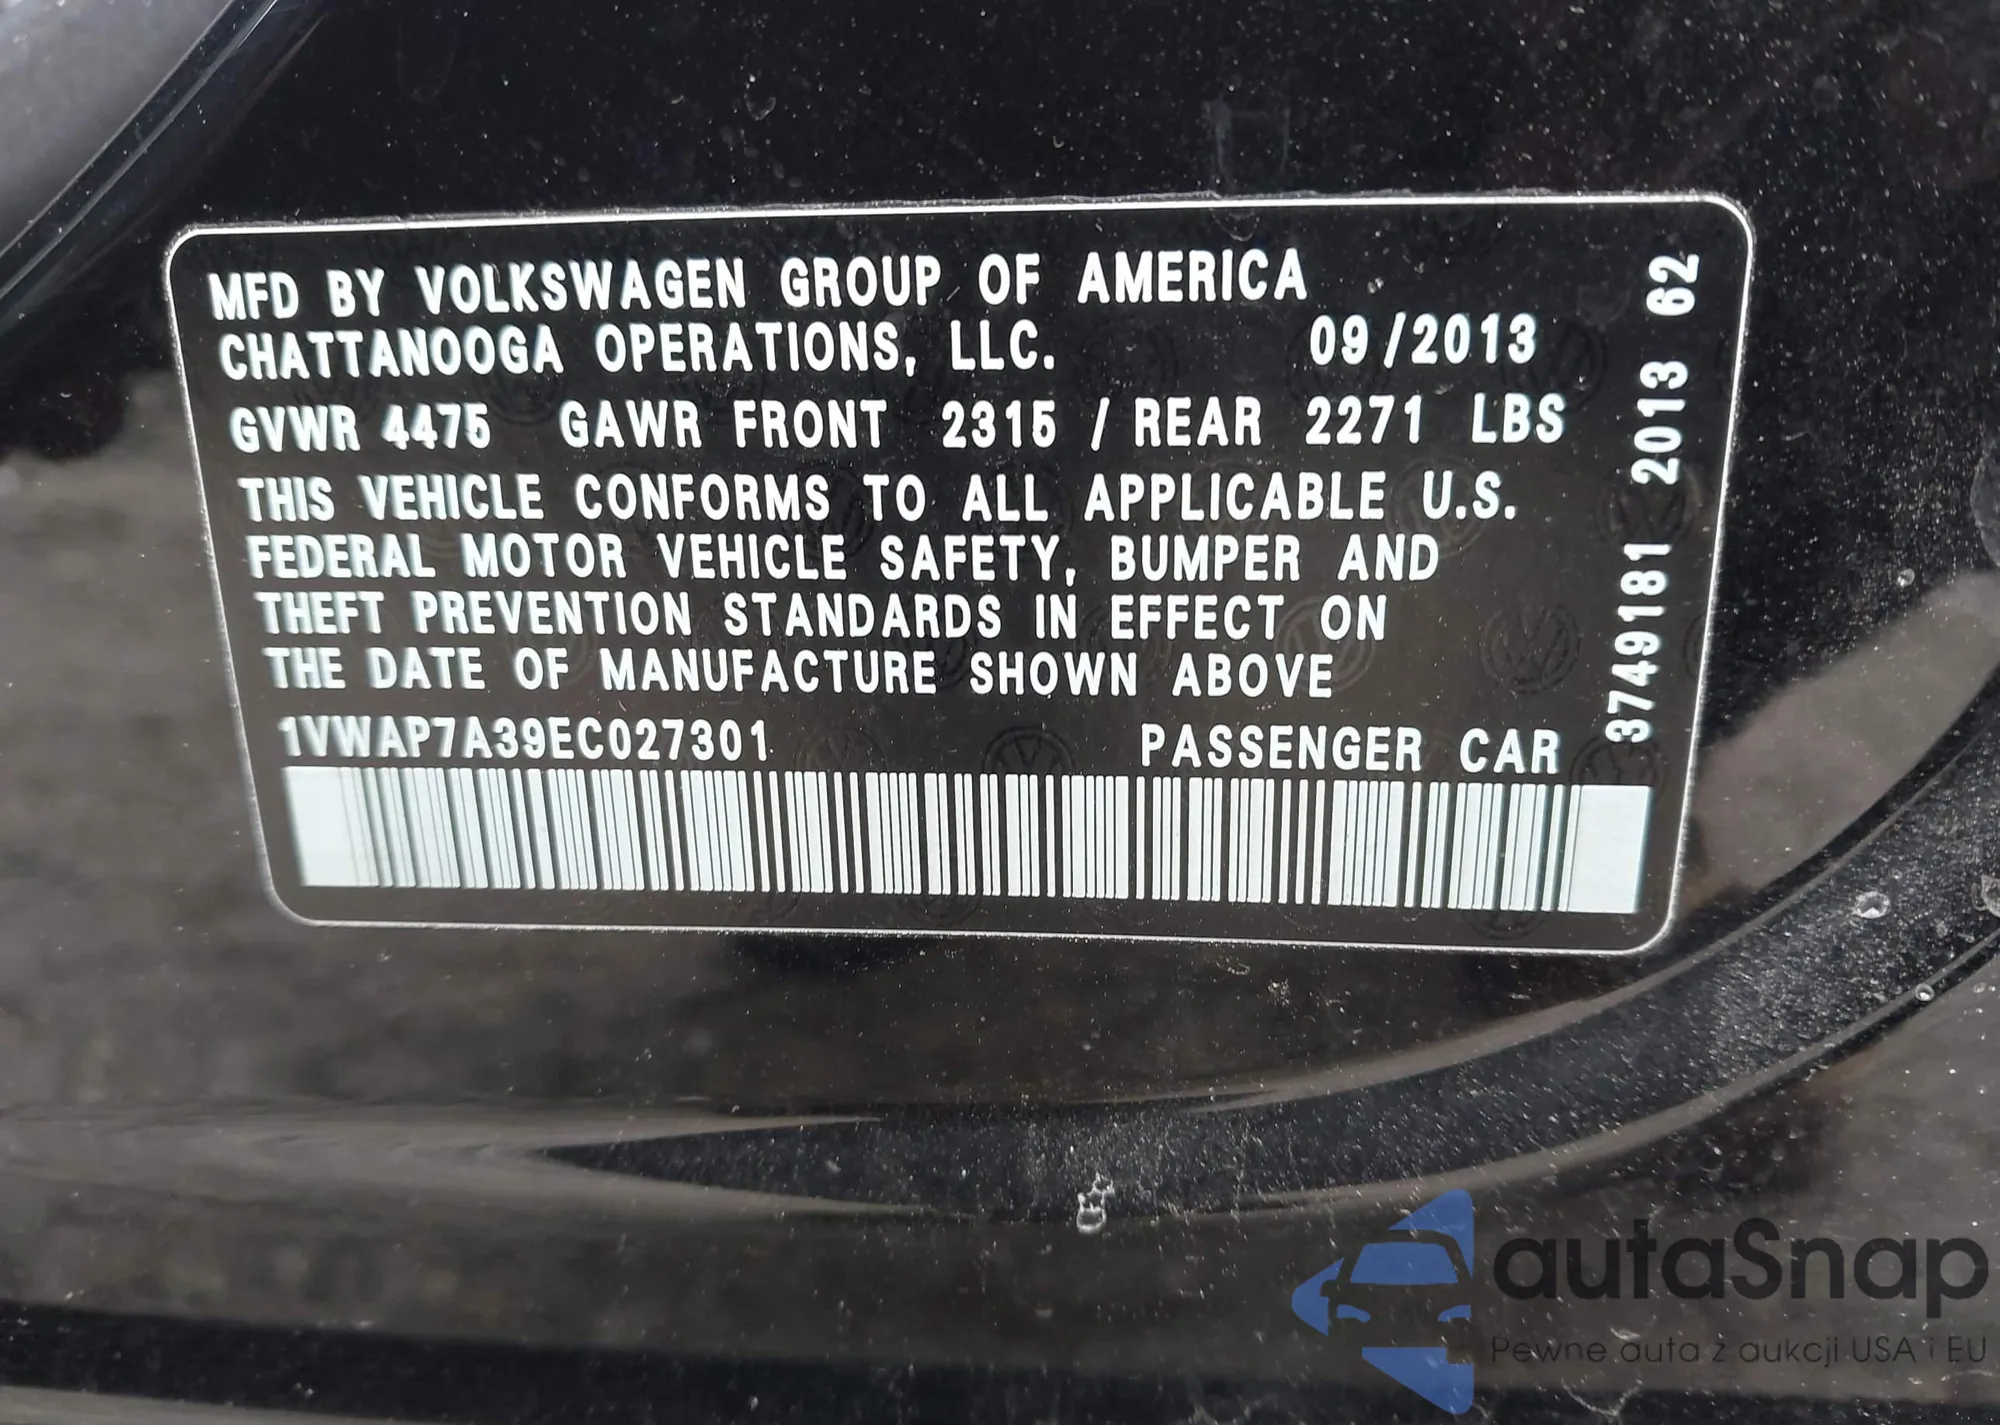 MFD BY VOLKSWAGEN GROUP OF AMERICA
CHATTANOOGA OPERATIONS, LLC. 09/2013
GVWR 4475 GAWR FRONT 2315 / REAR 2271 LBS
THIS VEHICLE CONFORMS TO ALL APPLICABLE U.S.
FEDERAL MOTOR VEHICLE SAFETY, BUMPER AND
THEFT PREVENTION STANDARDS IN EFFECT ON
THE DATE OF MANUFACTURE SHOWN ABOVE
1VWAP7A39EC027301 PASSENGER CAR
3749181 2013 62
autaSnap
Pewne auta z aukcji USA i EU